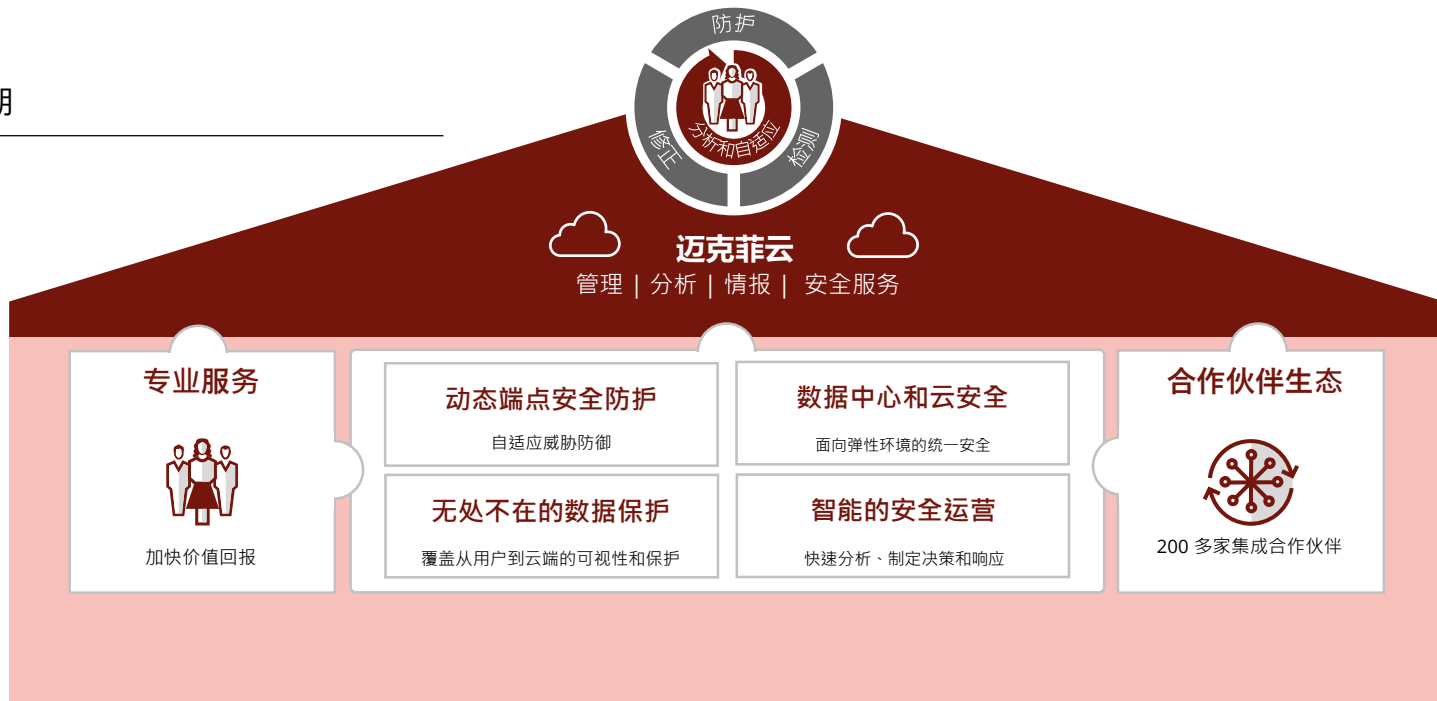 期
防护
检测
修正
分析和自适应
迈克菲云
管理 | 分析 | 情报 | 安全服务
专业服务
加快价值回报
动态端点安全防护
自适应威胁防御
数据中心和云安全
面向弹性环境的统一安全
无处不在的数据保护
覆盖从用户到云端的可视性和保护
智能的安全运营
快速分析、制定决策和响应
合作伙伴生态
200 多家集成合作伙伴